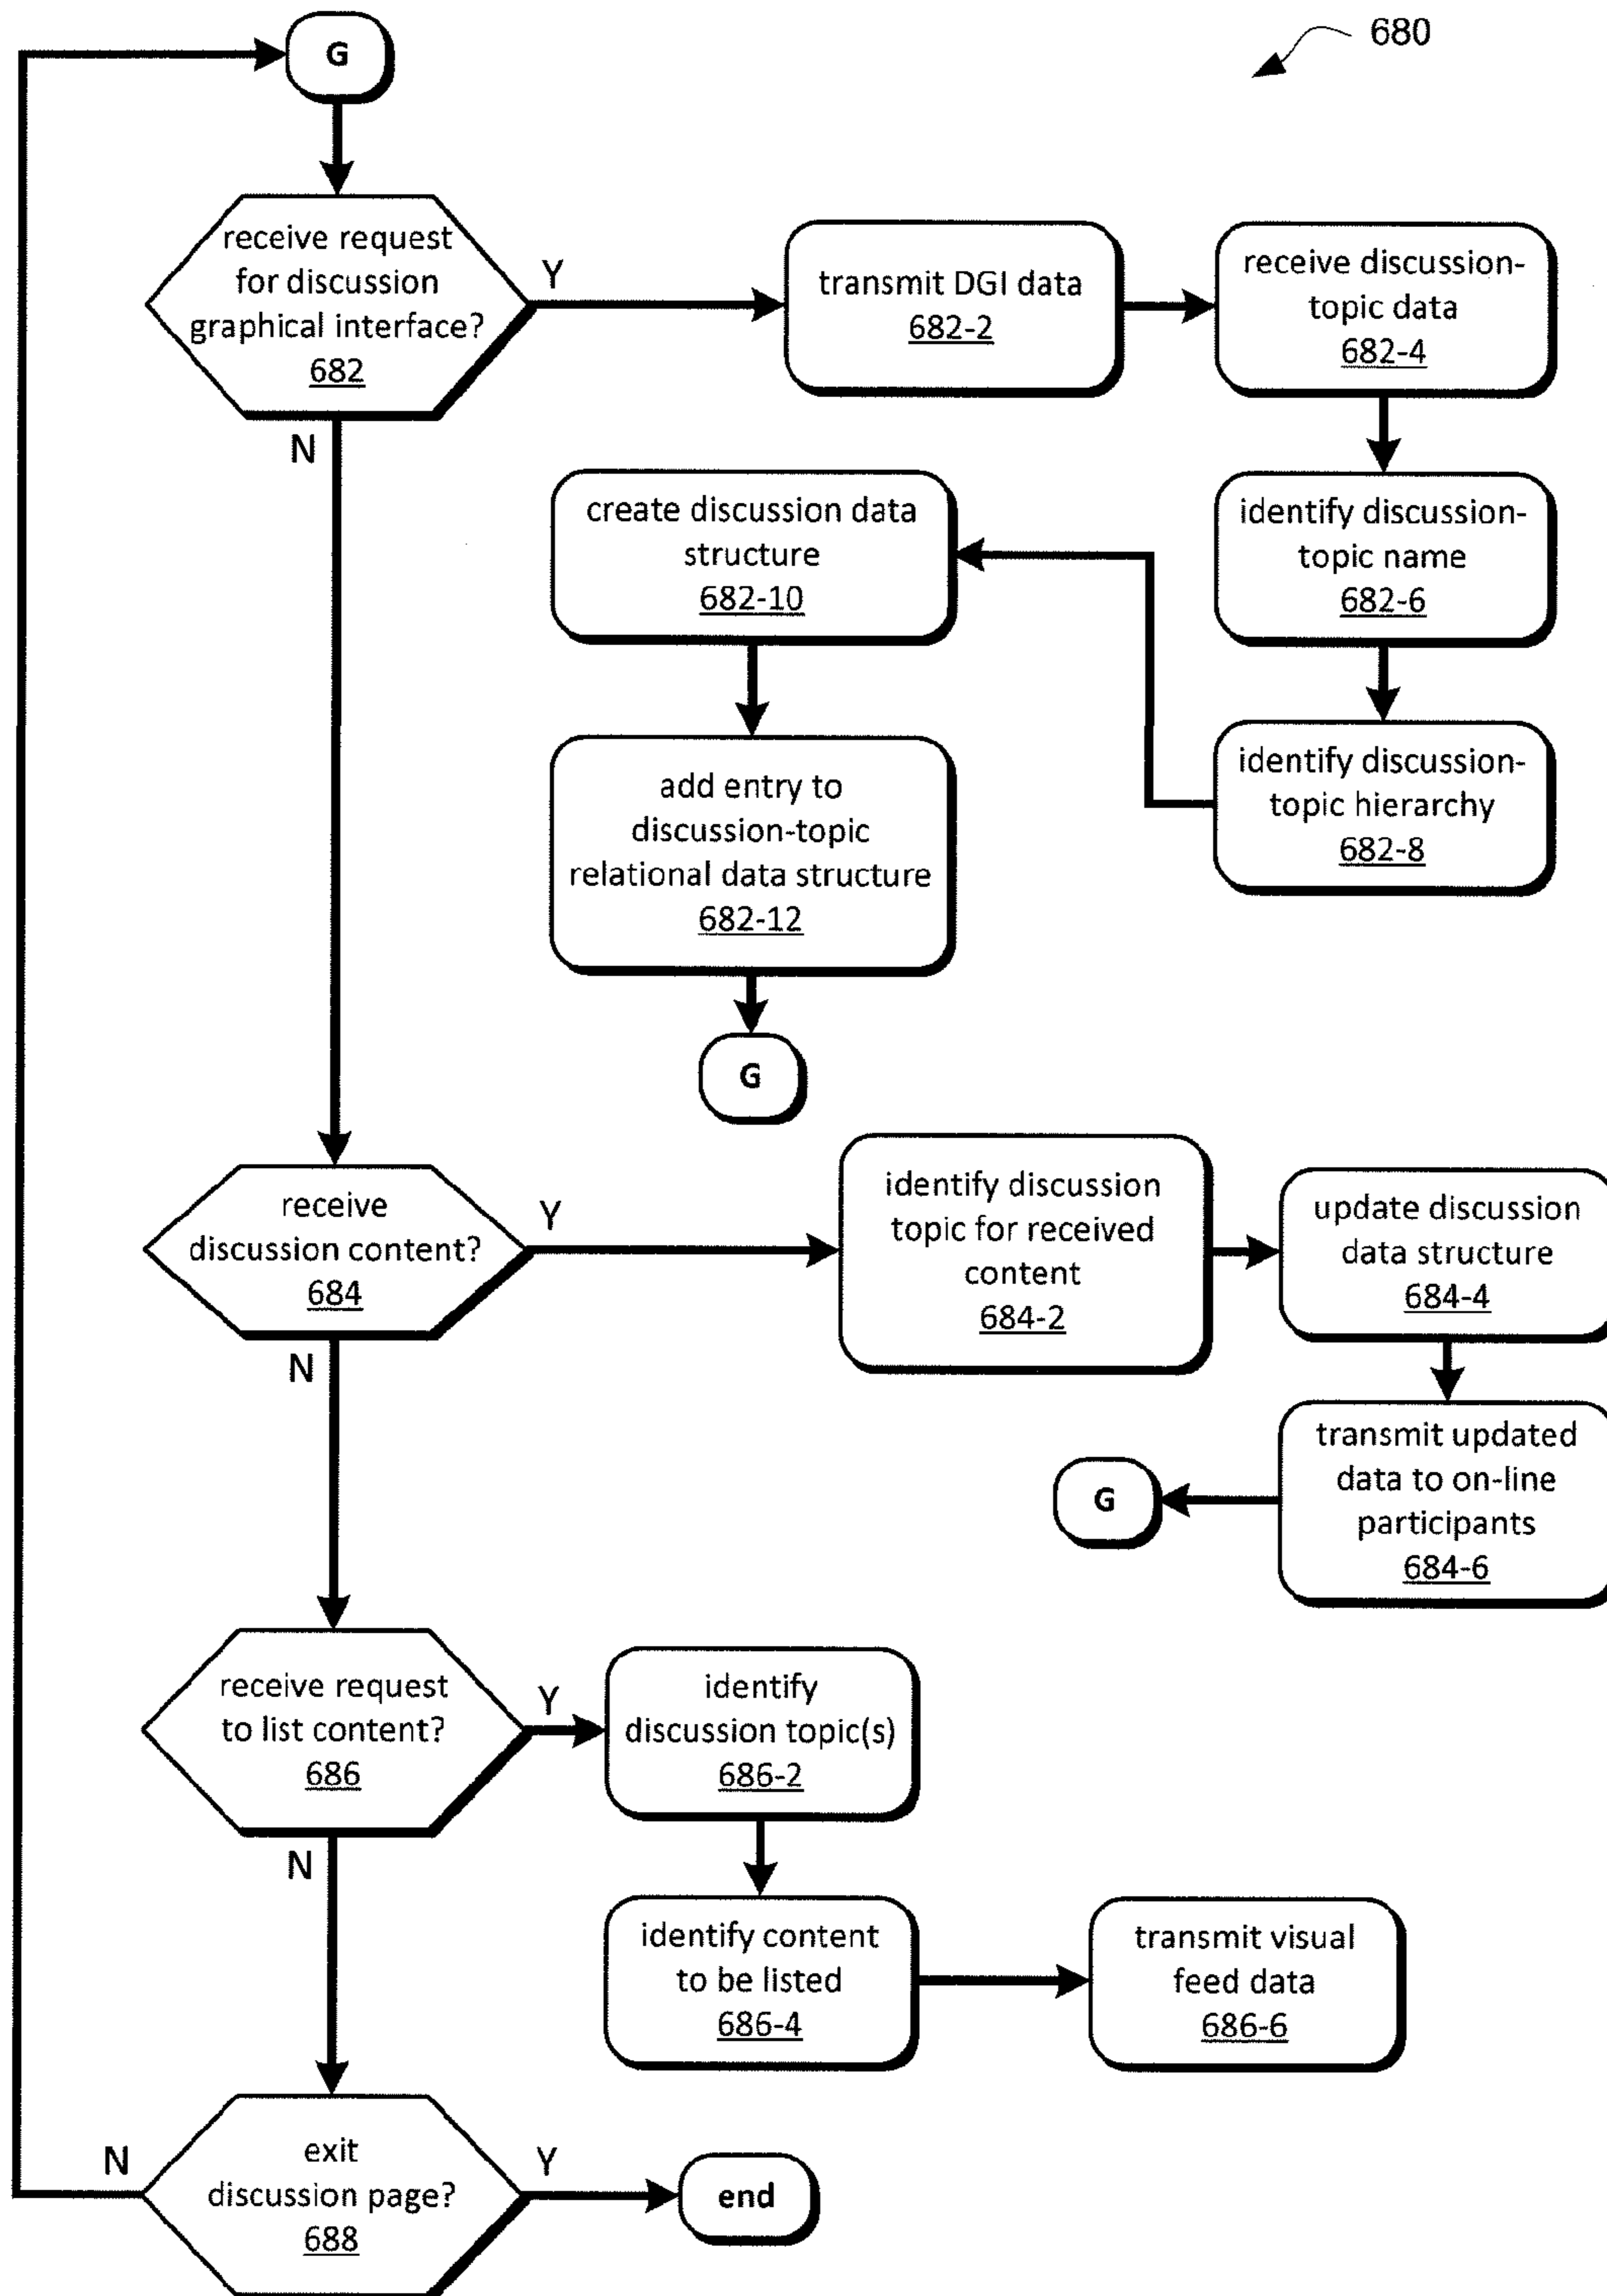 680
G
receive request
for discussion
graphical interface?
682
Y
N
transmit DGI data
682-2
receive discussion-
topic data
682-4
identify discussion-
topic name
682-6
identify discussion-
topic hierarchy
682-8
create discussion data
structure
682-10
add entry to
discussion-topic
relational data structure
682-12
G
receive
discussion content?
684
Y
N
identify discussion
topic for received
content
684-2
update discussion
data structure
684-4
transmit updated
data to on-line
participants
684-6
G
receive request
to list content?
686
Y
N
identify
discussion topic(s)
686-2
identify content
to be listed
686-4
transmit visual
feed data
686-6
exit
discussion page?
688
N
Y
end